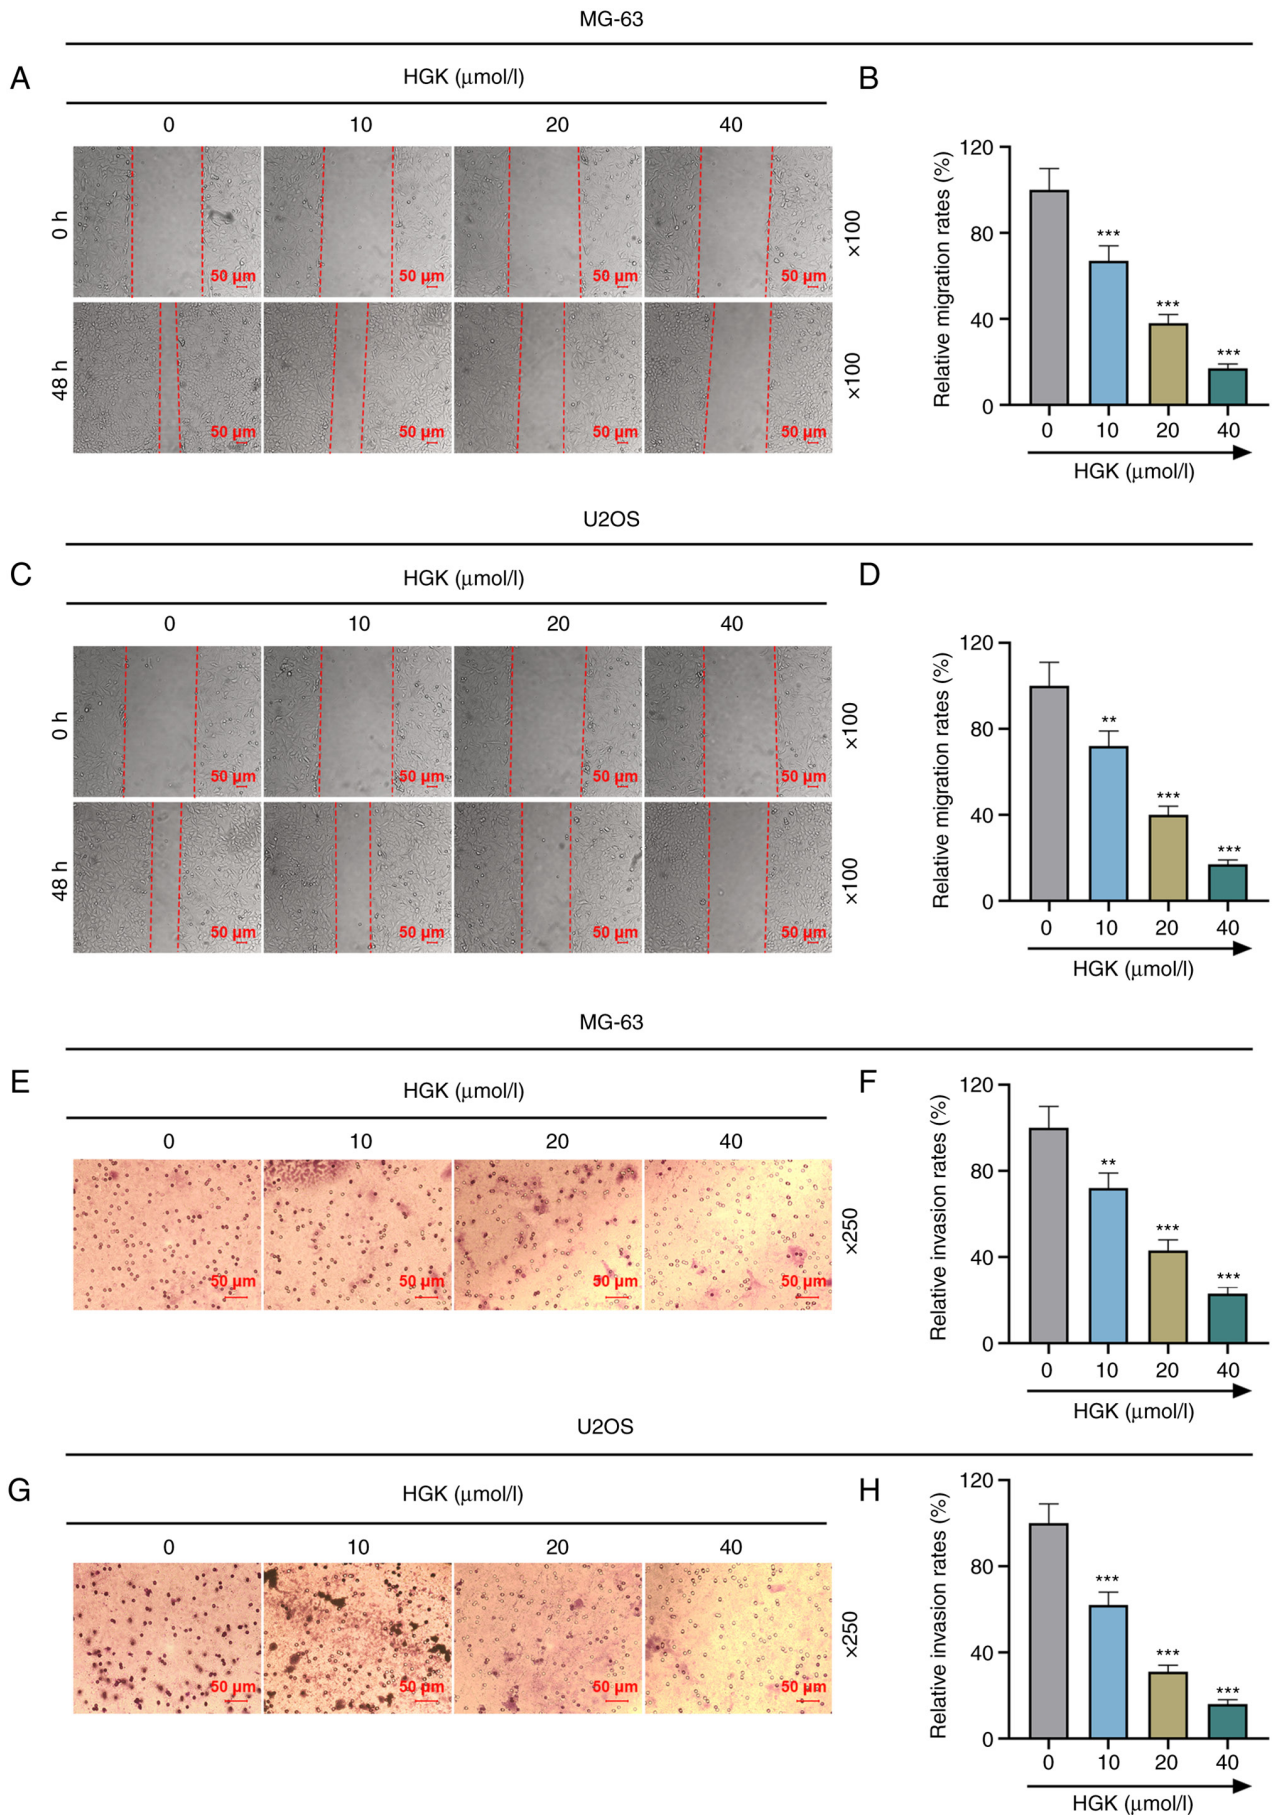 MG-63
A
HGK (μmol/l)
0 10 20 40
0 h
50 μm 50 μm 50 μm 50 μm
×100
48 h
50 μm 50 μm 50 μm 50 μm
×100
B
Relative migration rates (%)
120
80
40
0
***
***
***
0 10 20 40
HGK (μmol/l)
U2OS
C
HGK (μmol/l)
0 10 20 40
0 h
50 μm 50 μm 50 μm 50 μm
×100
48 h
50 μm 50 μm 50 μm 50 μm
×100
D
Relative migration rates (%)
120
80
40
0
**
***
***
0 10 20 40
HGK (μmol/l)
MG-63
E
HGK (μmol/l)
0 10 20 40
50 μm 50 μm 50 μm 50 μm
×250
F
Relative invasion rates (%)
120
80
40
0
**
***
***
0 10 20 40
HGK (μmol/l)
U2OS
G
HGK (μmol/l)
0 10 20 40
50 μm 50 μm 50 μm 50 μm
×250
H
Relative invasion rates (%)
120
80
40
0
***
***
***
0 10 20 40
HGK (μmol/l)